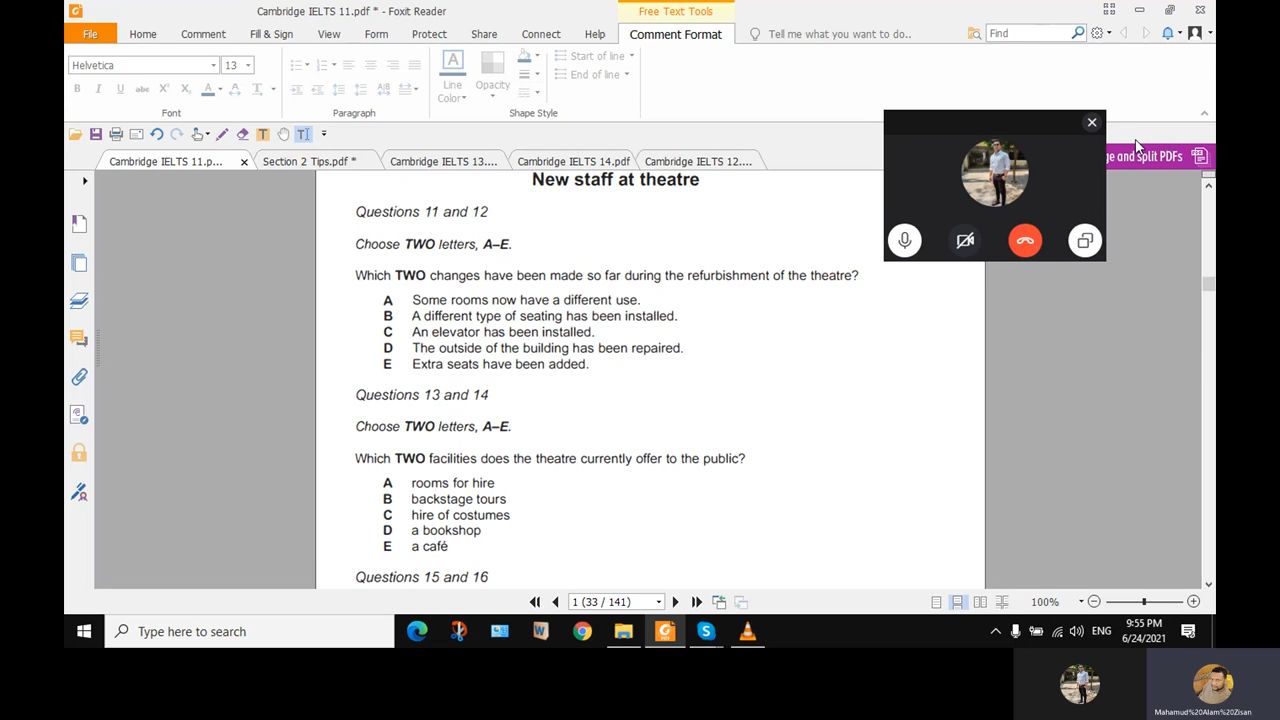 Cambridge IELTS 11.pdf * - Foxit Reader
Free Text Tools
File Home Comment Fill & Sign View Form Protect Share Connect Help Comment Format Tell me what you want to do.. Find
Helvetica 13
Line Color Opacity
Start of line
End of line
Font Paragraph Shape Style
Cambridge IELTS 11.p... Section 2 Tips.pdf * Cambridge IELTS 13.... Cambridge IELTS 14.pdf Cambridge IELTS 12....
ge and Split PDFs
New staff at theatre
Questions 11 and 12
Choose TWO letters, A–E.
Which TWO changes have been made so far during the refurbishment of the theatre?
A Some rooms now have a different use.
B A different type of seating has been installed.
C An elevator has been installed.
D The outside of the building has been repaired.
E Extra seats have been added.
Questions 13 and 14
Choose TWO letters, A–E.
Which TWO facilities does the theatre currently offer to the public?
A rooms for hire
B backstage tours
C hire of costumes
D a bookshop
E a café
Questions 15 and 16
1 (33 / 141)
100%
Type here to search
ENG
9:55 PM
6/24/2021
Mahamud%20Alam%20Zisan